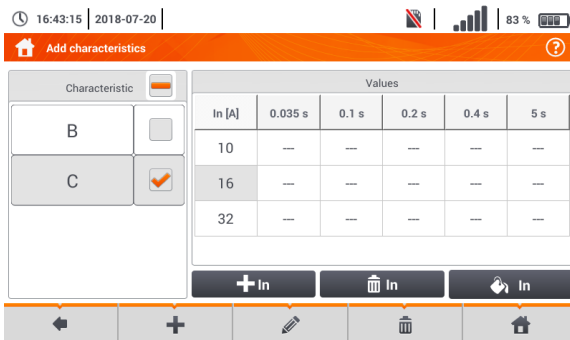 16:43:15 2018-07-20 83 %
Add characteristics ?
Characteristic Values
In [A] 0.035 s 0.1 s 0.2 s 0.4 s 5 s
B
10 --- --- --- --- ---
C
16 --- --- --- --- ---
32 --- --- --- --- ---
In In In